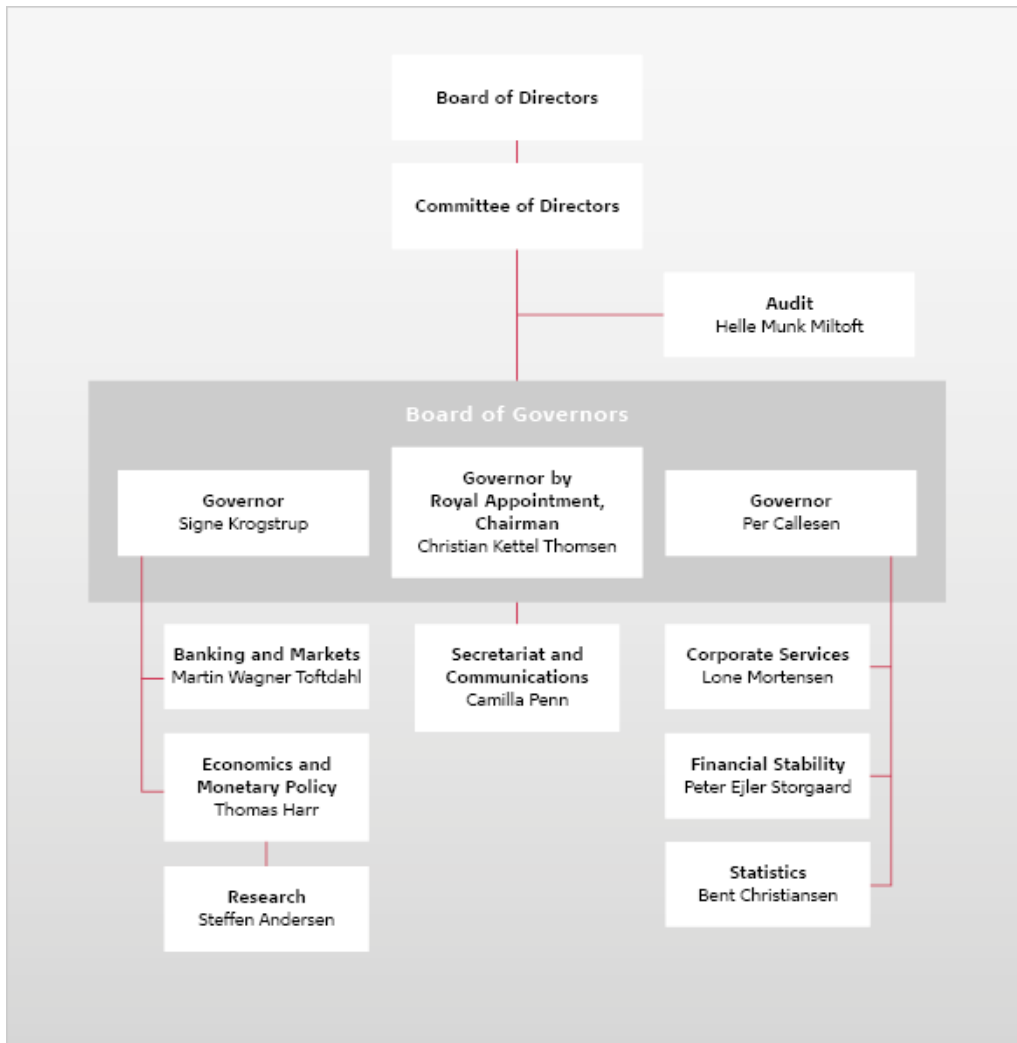 Board of Directors
Committee of Directors
Audit
Helle Munk Miltoft
Board of Governors
Governor
Signe Krogstrup
Governor by
Royal Appointment,
Chairman
Christian Kettel Thomsen
Governor
Per Callesen
Banking and Markets
Martin Wagner Toftdahl
Secretariat and
Communications
Camilla Penn
Corporate Services
Lone Mortensen
Economics and
Monetary Policy
Thomas Harr
Financial Stability
Peter Ejler Storgaard
Research
Steffen Andersen
Statistics
Bent Christiansen